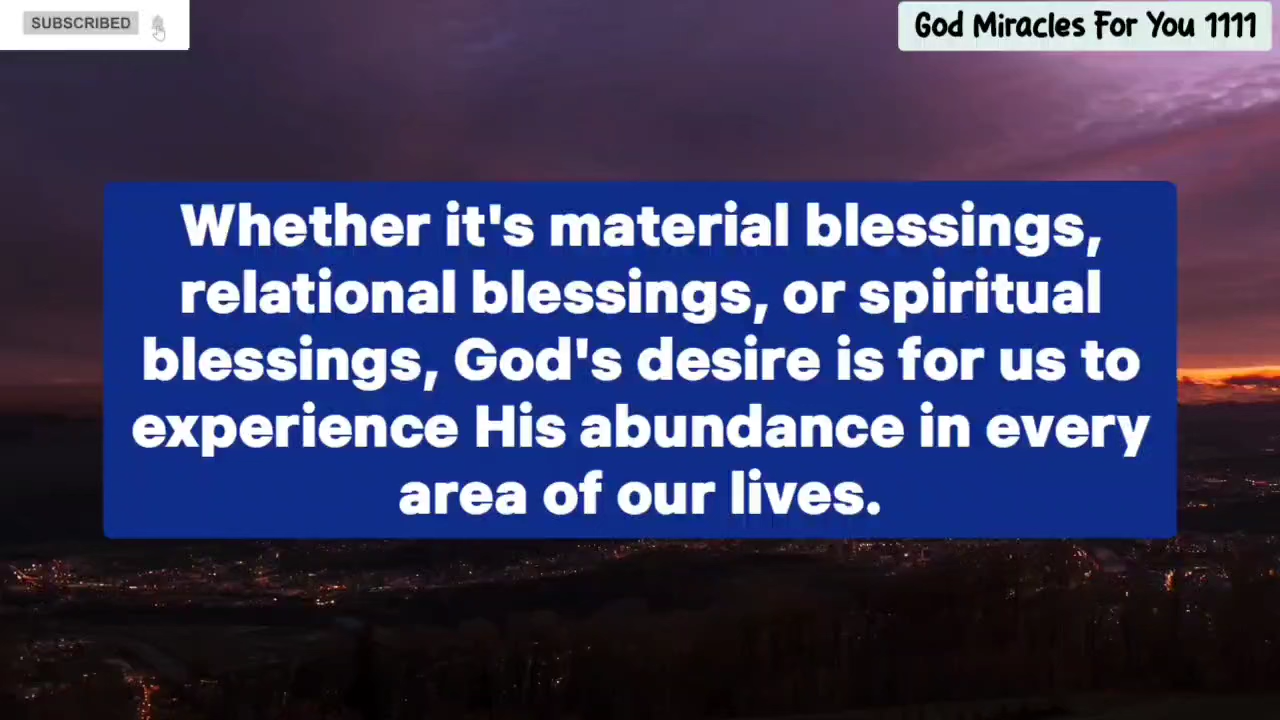 SUBSCRIBED
God Miracles For You 1111
Whether it's material blessings,
relational blessings, or spiritual
blessings, God's desire is for us to
experience His abundance in every
area of our lives.